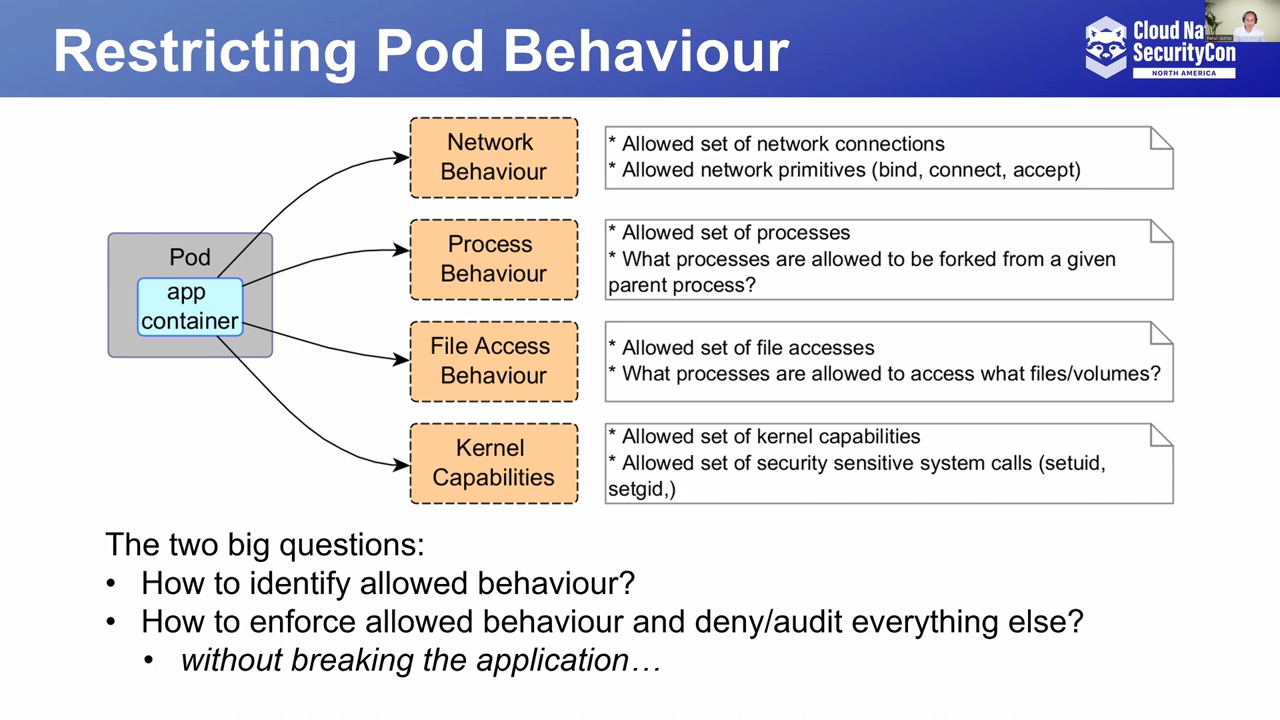 Restricting Pod Behaviour
Cloud Na
SecurityCon
NORTH AMERICA
Pod
app
container
Network
Behaviour
* Allowed set of network connections
* Allowed network primitives (bind, connect, accept)
Process
Behaviour
* Allowed set of processes
* What processes are allowed to be forked from a given
parent process?
File Access
Behaviour
* Allowed set of file accesses
* What processes are allowed to access what files/volumes?
Kernel
Capabilities
* Allowed set of kernel capabilities
* Allowed set of security sensitive system calls (setuid,
setgid,)
The two big questions:
• How to identify allowed behaviour?
• How to enforce allowed behaviour and deny/audit everything else?
• without breaking the application…